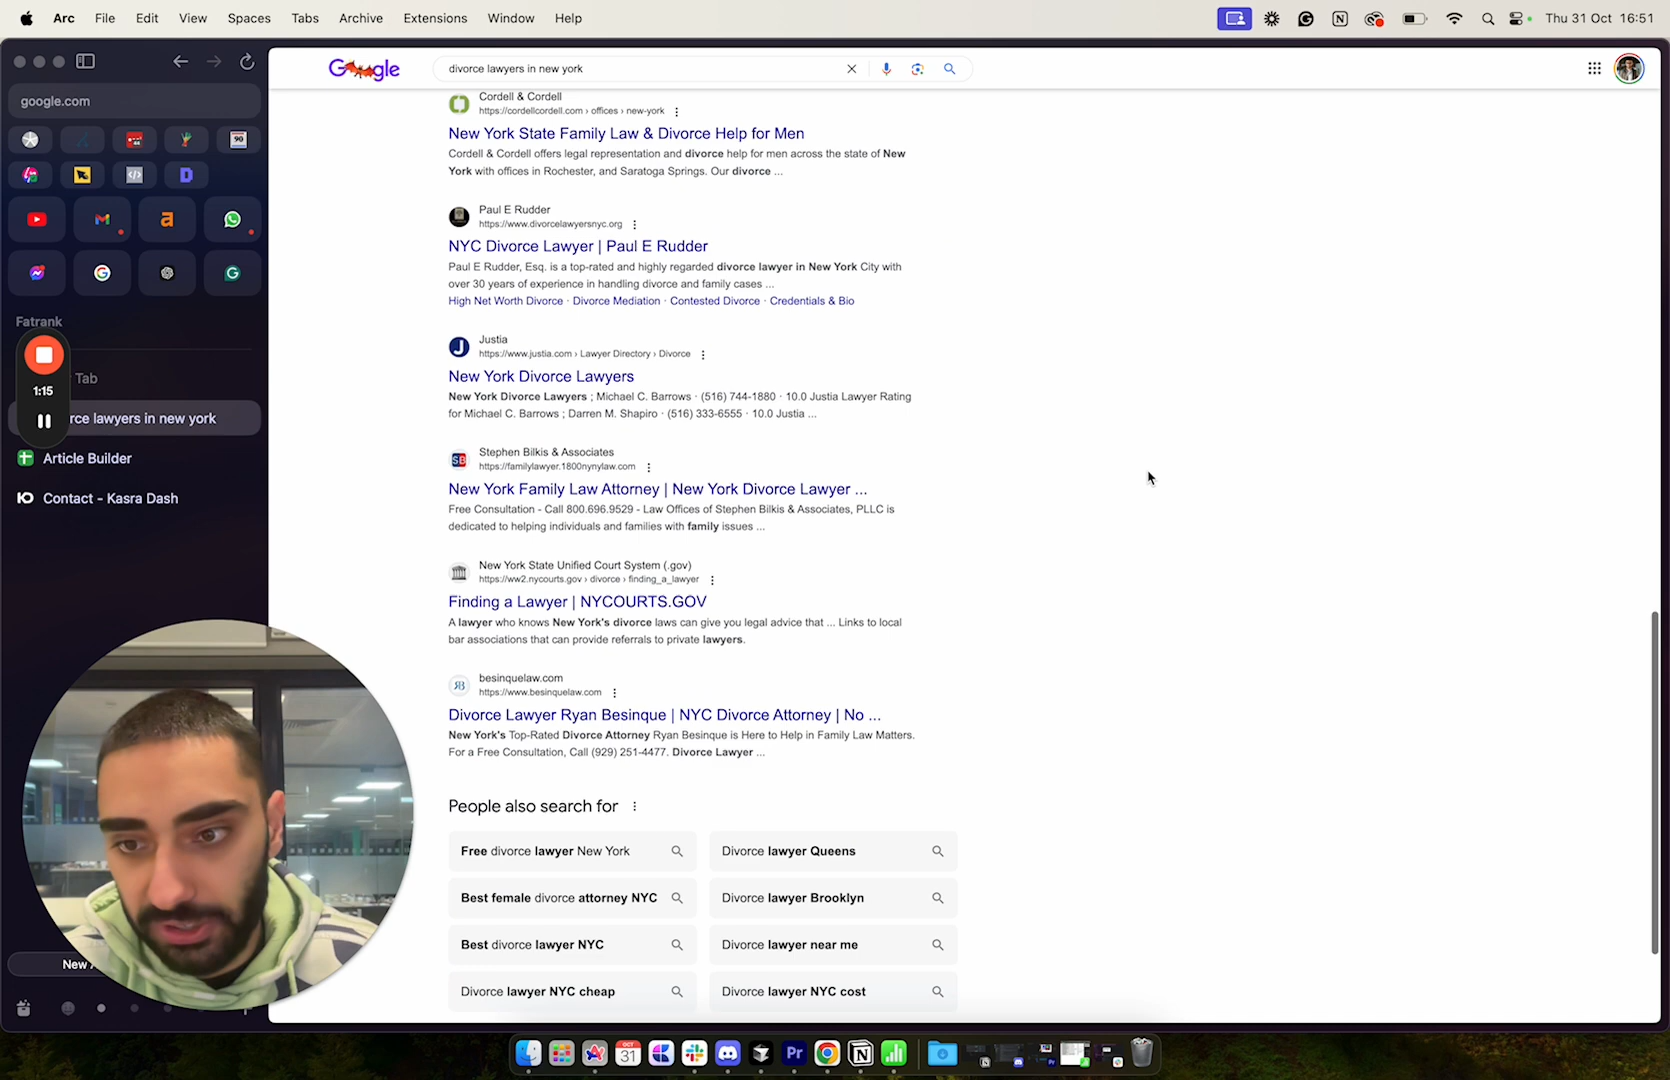 Arc File Edit View Spaces Tabs Archive Extensions Window Help
Thu 31 Oct 16:51
google.com
Fatrank
1:15
Tab
rce lawyers in new york
Article Builder
Contact - Kasra Dash
New
Google
divorce lawyers in new york
Cordell & Cordell
https://cordellcordell.com › offices › new-york
New York State Family Law & Divorce Help for Men
Cordell & Cordell offers legal representation and divorce help for men across the state of New
York with offices in Rochester, and Saratoga Springs. Our divorce ...
Paul E Rudder
https://www.divorcelawyersnyc.org
NYC Divorce Lawyer | Paul E Rudder
Paul E Rudder, Esq. is a top-rated and highly regarded divorce lawyer in New York City with
over 30 years of experience in handling divorce and family cases ...
High Net Worth Divorce · Divorce Mediation · Contested Divorce · Credentials & Bio
Justia
https://www.justia.com › Lawyer Directory › Divorce
New York Divorce Lawyers
New York Divorce Lawyers ; Michael C. Barrows · (516) 744-1880 · 10.0 Justia Lawyer Rating
for Michael C. Barrows ; Darren M. Shapiro · (516) 333-6555 · 10.0 Justia ...
SB
Stephen Bilkis & Associates
https://familylawyer.1800nynylaw.com
New York Family Law Attorney | New York Divorce Lawyer ...
Free Consultation - Call 800.696.9529 - Law Offices of Stephen Bilkis & Associates, PLLC is
dedicated to helping individuals and families with family issues ...
New York State Unified Court System (.gov)
https://ww2.nycourts.gov › divorce › finding_a_lawyer
Finding a Lawyer | NYCOURTS.GOV
A lawyer who knows New York's divorce laws can give you legal advice that ... Links to local
bar associations that can provide referrals to private lawyers.
besinquelaw.com
https://www.besinquelaw.com
Divorce Lawyer Ryan Besinque | NYC Divorce Attorney | No ...
New York's Top-Rated Divorce Attorney Ryan Besinque is Here to Help in Family Law Matters.
For a Free Consultation, Call (929) 251-4477. Divorce Lawyer ...
People also search for
Free divorce lawyer New York
Divorce lawyer Queens
Best female divorce attorney NYC
Divorce lawyer Brooklyn
Best divorce lawyer NYC
Divorce lawyer near me
Divorce lawyer NYC cheap
Divorce lawyer NYC cost
OCT
31
Pr